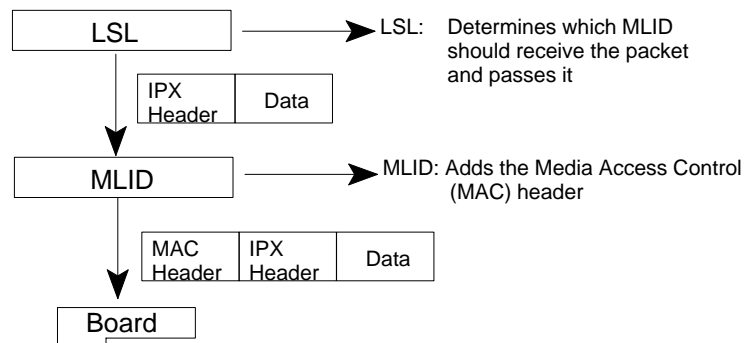 LSL
LSL: Determines which MLID
should receive the packet
and passes it
IPX
Header
Data
MLID
MLID: Adds the Media Access Control
(MAC) header
MAC
Header
IPX
Header
Data
Board